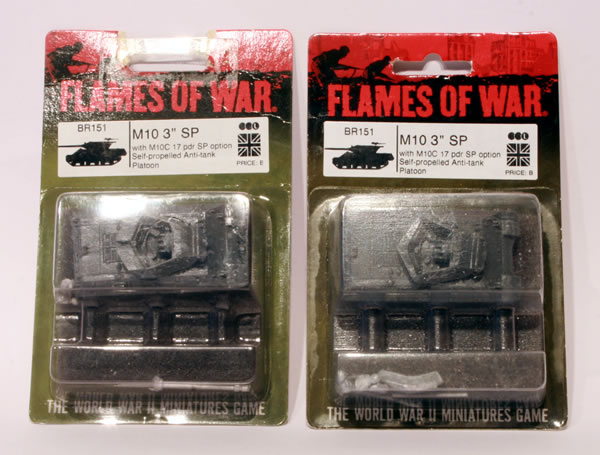 FLAMES OF WAR.
BR151
M10 3" SP
with M10C 17 pdr SP option
Self-propelled Anti-tank
Platoon
PRICE: B
THE WORLD WAR II MINIATURES GAME
FLAMES OF WAR.
BR151
M10 3" SP
with M10C 17 pdr SP option
Self-propelled Anti-tank
Platoon
PRICE: B
THE WORLD WAR II MINIATURES GAME